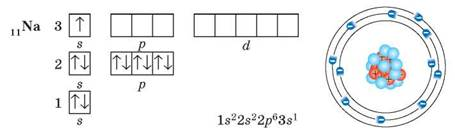 ₁₁Na 3 ↑
s p d
2 ↑↓ ↑↓ ↑↓ ↑↓
s p
1 ↑↓
s
1s²2s²2p⁶3s¹